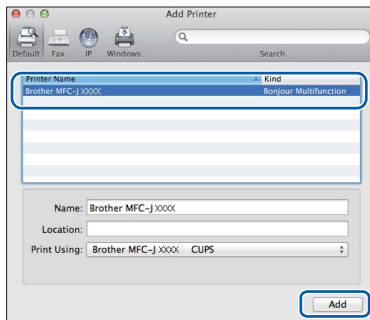 Add Printer
Default Fax IP Windows Search
Printer Name Kind
Brother MFC-J XXXX Bonjour Multifunction
Name: Brother MFC-J XXXX
Location:
Print Using: Brother MFC-J XXXX CUPS
Add